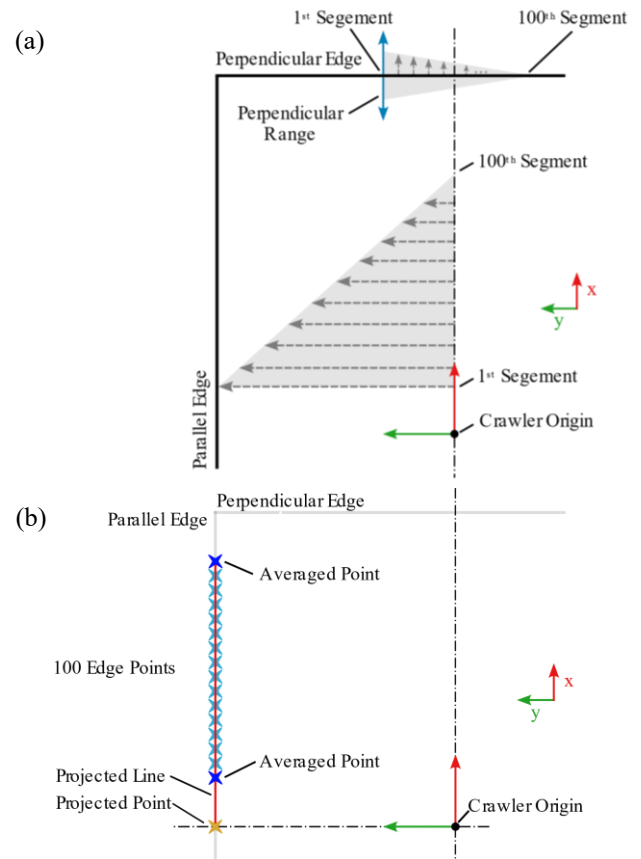 (a)
1ˢᵗ Segement
100ᵗʰ Segment
Perpendicular Edge
...
Perpendicular
Range
100ᵗʰ Segment
x
y
1ˢᵗ Segement
Parallel Edge
Crawler Origin
(b)
Perpendicular Edge
Parallel Edge
Averaged Point
100 Edge Points
x
y
Averaged Point
Projected Line
Projected Point
Crawler Origin